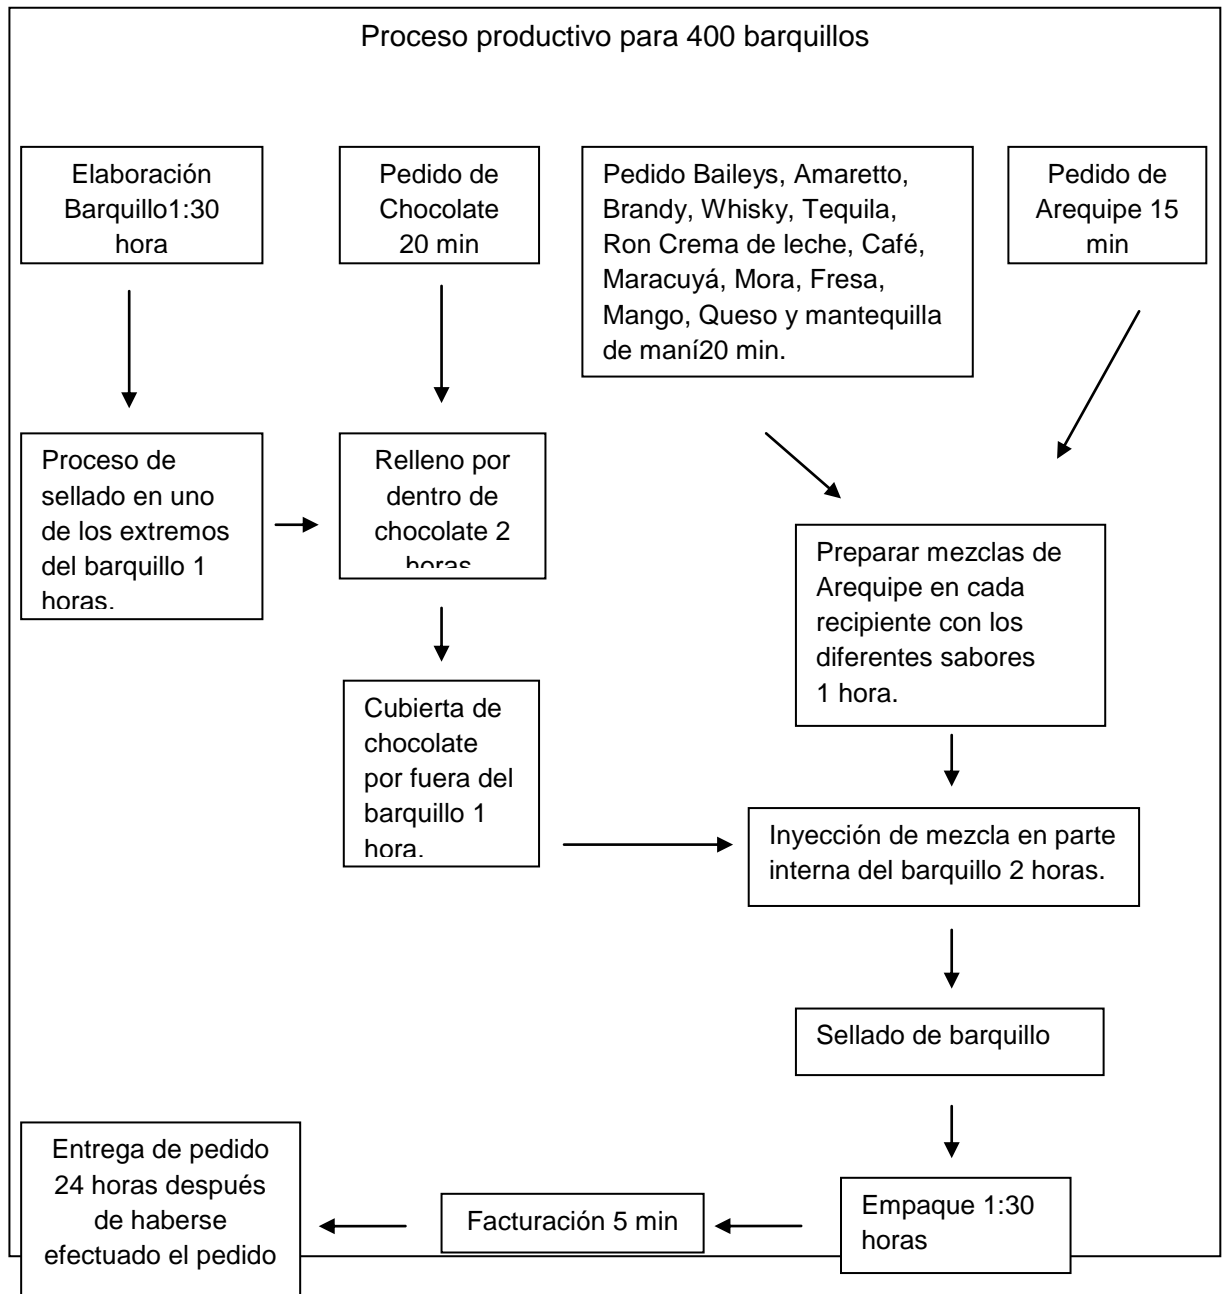 Proceso productivo para 400 barquillos
Elaboración
Barquillo1:30
hora
Pedido de
Chocolate
20 min
Pedido Baileys, Amaretto,
Brandy, Whisky, Tequila,
Ron Crema de leche, Café,
Maracuyá, Mora, Fresa,
Mango, Queso y mantequilla
de maní20 min.
Pedido de
Arequipe 15
min
Proceso de
sellado en uno
de los extremos
del barquillo 1
horas.
Relleno por
dentro de
chocolate 2
horas
Preparar mezclas de
Arequipe en cada
recipiente con los
diferentes sabores
1 hora.
Cubierta de
chocolate
por fuera del
barquillo 1
hora.
Inyección de mezcla en parte
interna del barquillo 2 horas.
Sellado de barquillo
Empaque 1:30
horas
Facturación 5 min
Entrega de pedido
24 horas después
de haberse
efectuado el pedido